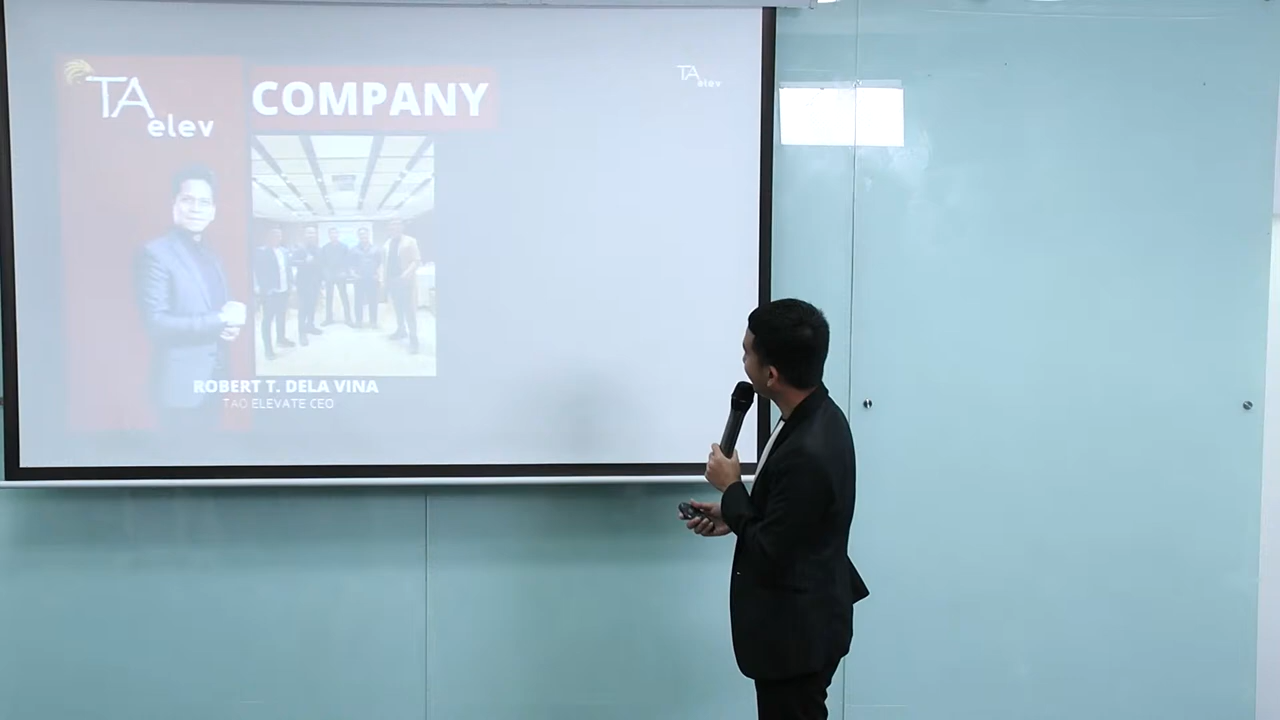 TA
elev
COMPANY
TA
elev
ROBERT T. DELA VINA
TAO ELEVATE CEO